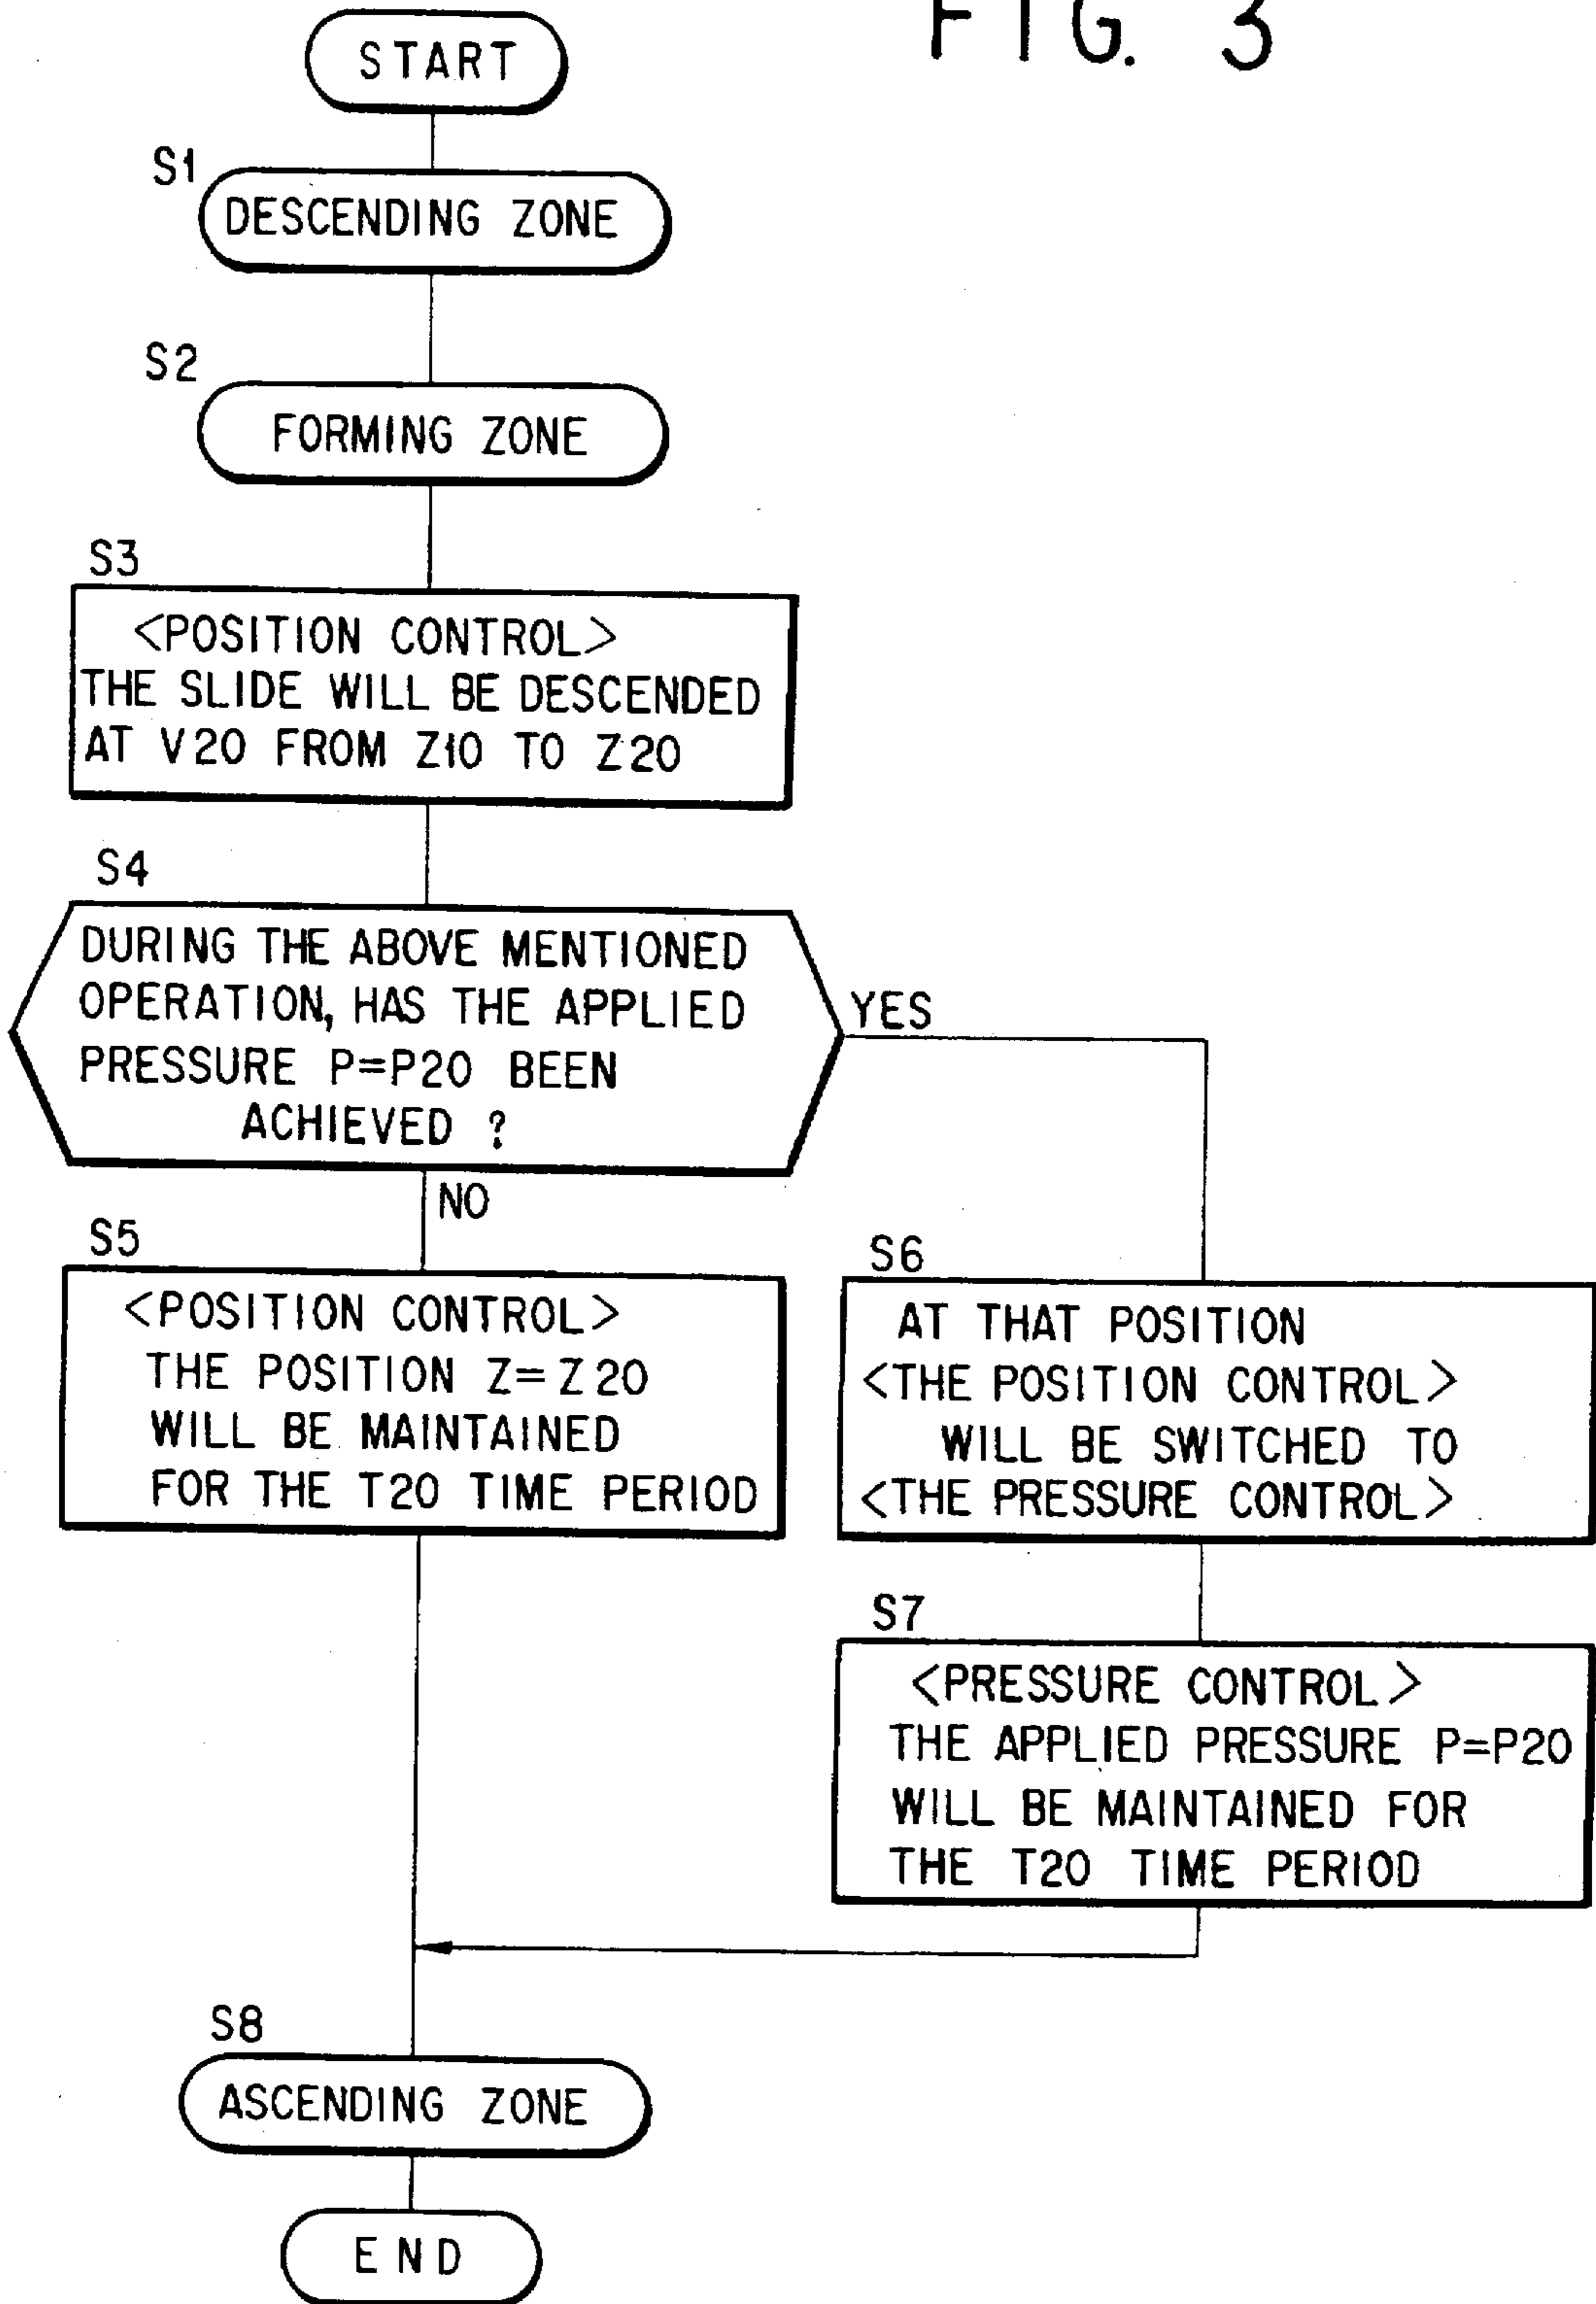 FIG. 3
START
S1
DESCENDING ZONE
S2
FORMING ZONE
S3
<POSITION CONTROL>
THE SLIDE WILL BE DESCENDED
AT V20 FROM Z10 TO Z20
S4
DURING THE ABOVE MENTIONED
OPERATION, HAS THE APPLIED
PRESSURE P=P20 BEEN
ACHIEVED ?
YES
NO
S5
<POSITION CONTROL>
THE POSITION Z=Z20
WILL BE MAINTAINED
FOR THE T20 TIME PERIOD
S6
AT THAT POSITION
<THE POSITION CONTROL>
WILL BE SWITCHED TO
<THE PRESSURE CONTROL>
S7
<PRESSURE CONTROL>
THE APPLIED PRESSURE P=P20
WILL BE MAINTAINED FOR
THE T20 TIME PERIOD
S8
ASCENDING ZONE
END